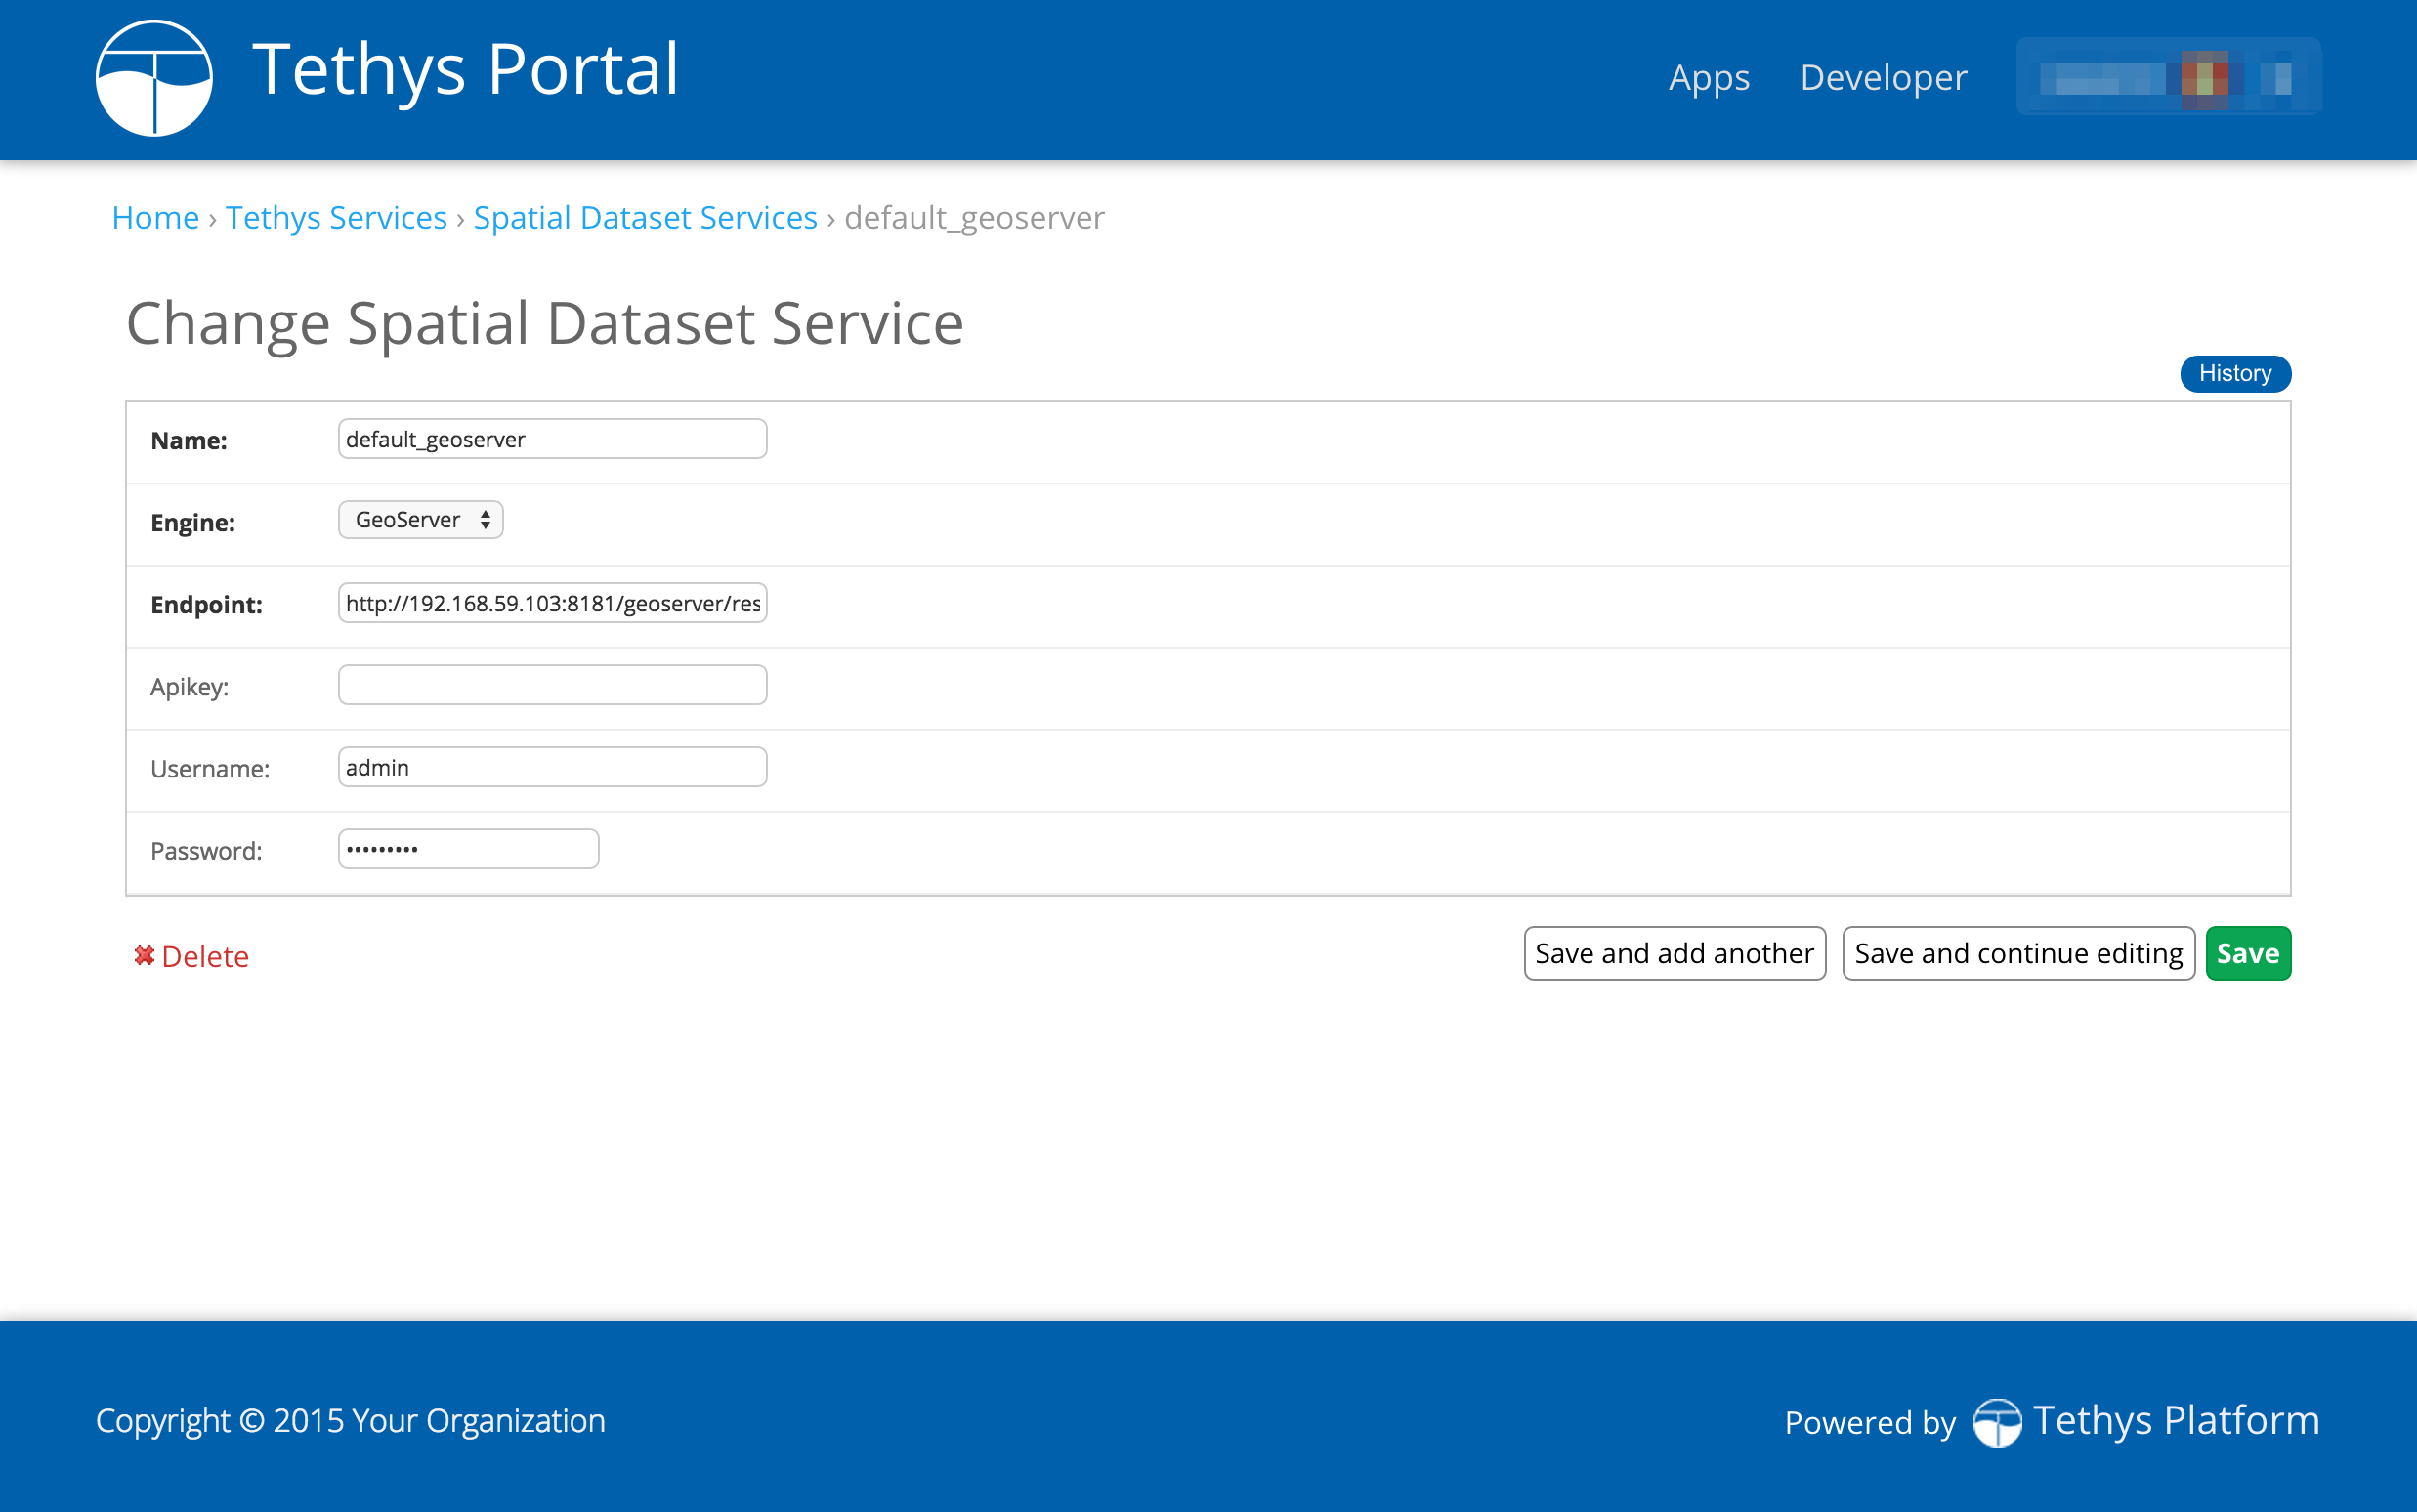 Tethys Portal
Apps Developer
Home › Tethys Services › Spatial Dataset Services › default_geoserver
Change Spatial Dataset Service
History
Name: default_geoserver
Engine: GeoServer
Endpoint: http://192.168.59.103:8181/geoserver/res
Apikey:
Username: admin
Password: •••••••••
Delete
Save and add another Save and continue editing Save
Copyright © 2015 Your Organization
Powered by Tethys Platform